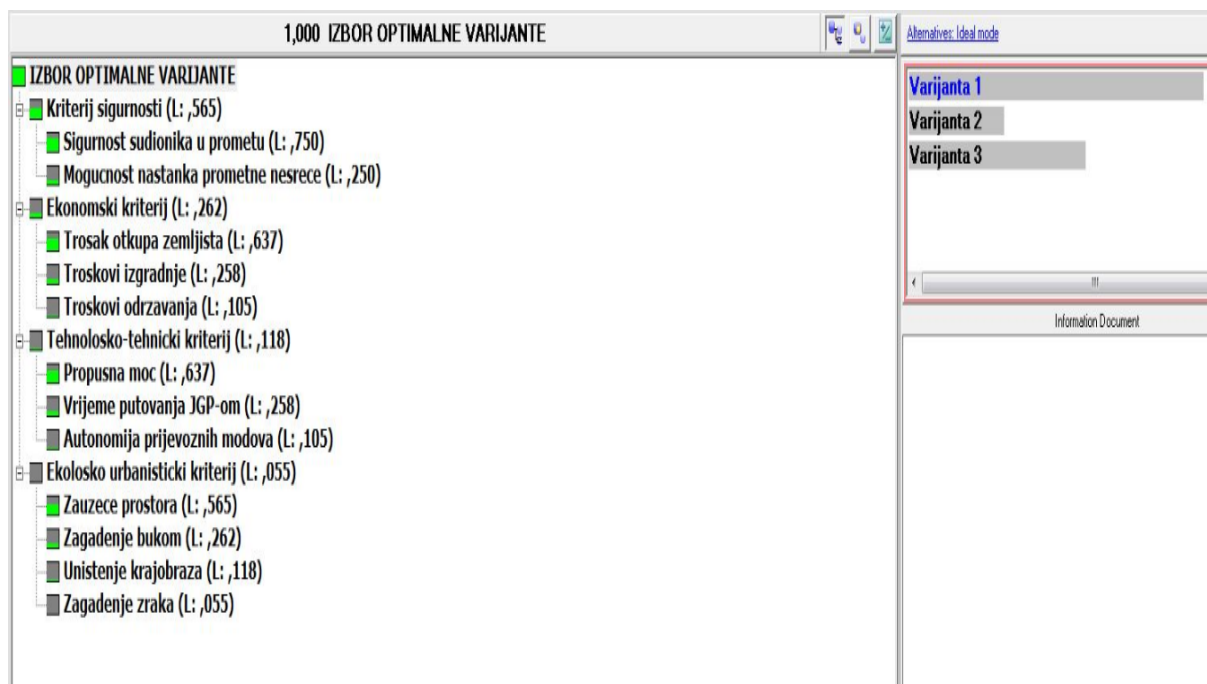 1,000 IZBOR OPTIMALNE VARIJANTE
IZBOR OPTIMALNE VARIJANTE
Kriterij sigurnosti (L: ,565)
Sigurnost sudionika u prometu (L: ,750)
Mogucnost nastanka prometne nesrece (L: ,250)
Ekonomski kriterij (L: ,262)
Trosak otkupa zemljista (L: ,637)
Troskovi izgradnje (L: ,258)
Troskovi odrzavanja (L: ,105)
Tehnolosko-tehnicki kriterij (L: ,118)
Propusna moc (L: ,637)
Vrijeme putovanja JGP-om (L: ,258)
Autonomija prijevoznih modova (L: ,105)
Ekolosko urbanisticki kriterij (L: ,055)
Zauzece prostora (L: ,565)
Zagadenje bukom (L: ,262)
Unistenje krajobraza (L: ,118)
Zagadenje zraka (L: ,055)
Alternatives: Ideal mode
Varijanta 1
Varijanta 2
Varijanta 3
Information Document